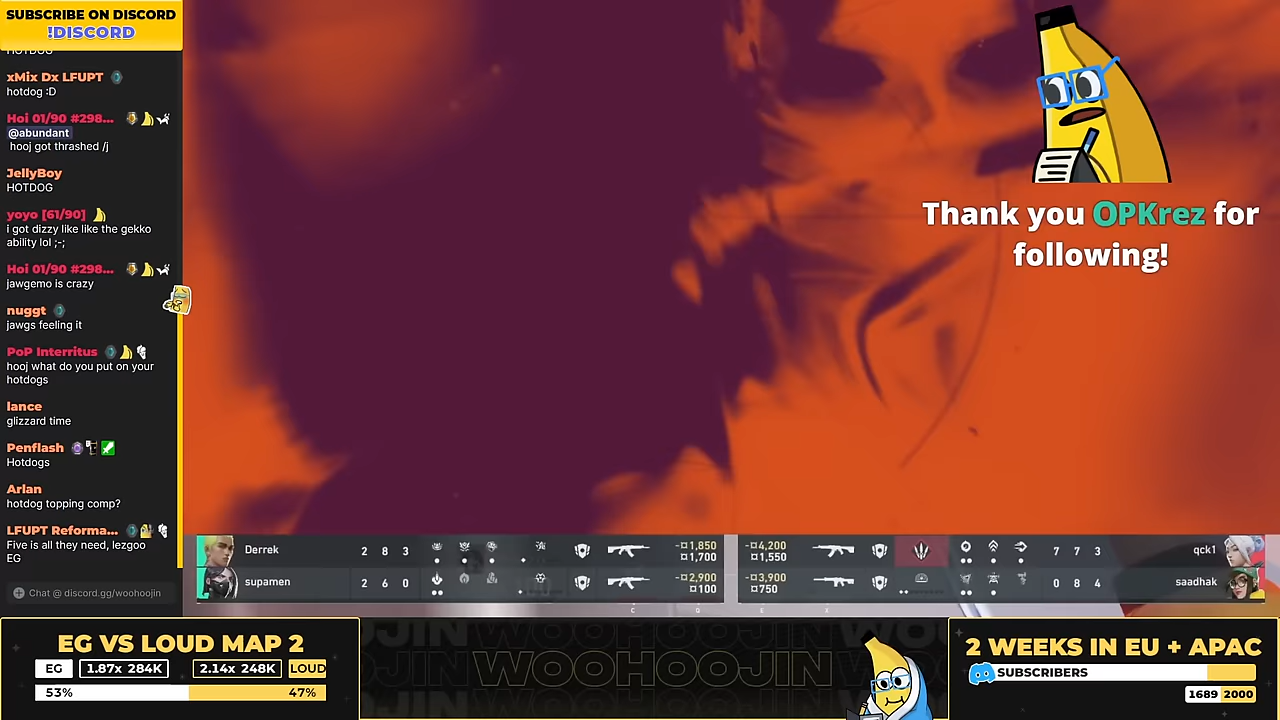 SUBSCRIBE ON DISCORD
!DISCORD
HOTDOG
xMix Dx LFUPT
hotdog :D
Hoi 01/90 #298...
@abundant
hooj got thrashed /j
JellyBoy
HOTDOG
yoyo [61/90]
i got dizzy like like the gekko
ability lol ;-;
Hoi 01/90 #298...
jawgemo is crazy
nuggt
jawgs feeling it
PoP Interritus
hooj what do you put on your
hotdogs
lance
glizzard time
Penflash
Hotdogs
Arlan
hotdog topping comp?
LFUPT Reforma...
Five is all they need, lezgoo
EG
Chat @ discord.gg/woohoojin
Thank you OPKrez for
following!
Derrek 2 8 3 -¤1,850
¤1,700
supamen 2 6 0 -¤2,900
¤100
-¤4,200 7 7 3 qck1
¤1,550
-¤3,900 0 8 4 saadhak
¤750
EG VS LOUD MAP 2
EG 1.87x 284K 2.14x 248K LOUD
53% 47%
WOOHOOJIN
2 WEEKS IN EU + APAC
SUBSCRIBERS
1689 2000